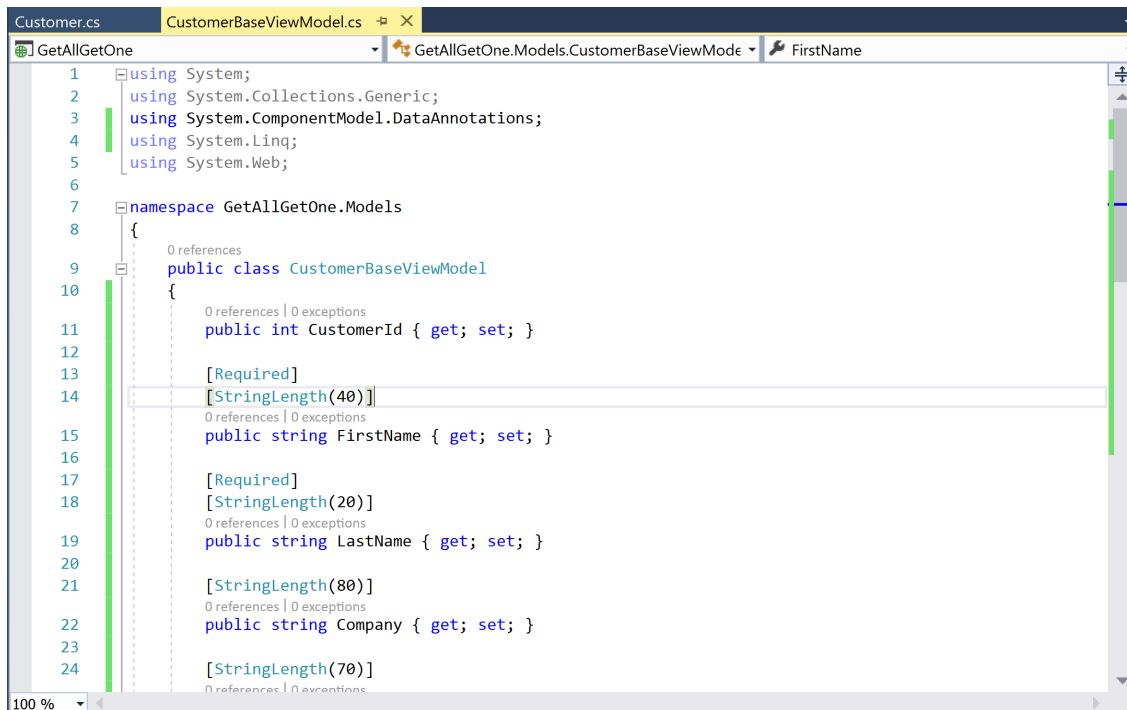 Customer.cs CustomerBaseViewModel.cs
GetAllGetOne GetAllGetOne.Models.CustomerBaseViewMode FirstName
1 using System;
2 using System.Collections.Generic;
3 using System.ComponentModel.DataAnnotations;
4 using System.Linq;
5 using System.Web;
6
7 namespace GetAllGetOne.Models
8 {
0 references
9 public class CustomerBaseViewModel
10 {
0 references | 0 exceptions
11 public int CustomerId { get; set; }
12
13 [Required]
14 [StringLength(40)]
0 references | 0 exceptions
15 public string FirstName { get; set; }
16
17 [Required]
18 [StringLength(20)]
0 references | 0 exceptions
19 public string LastName { get; set; }
20
21 [StringLength(80)]
0 references | 0 exceptions
22 public string Company { get; set; }
23
24 [StringLength(70)]
0 references | 0 exceptions
100 %